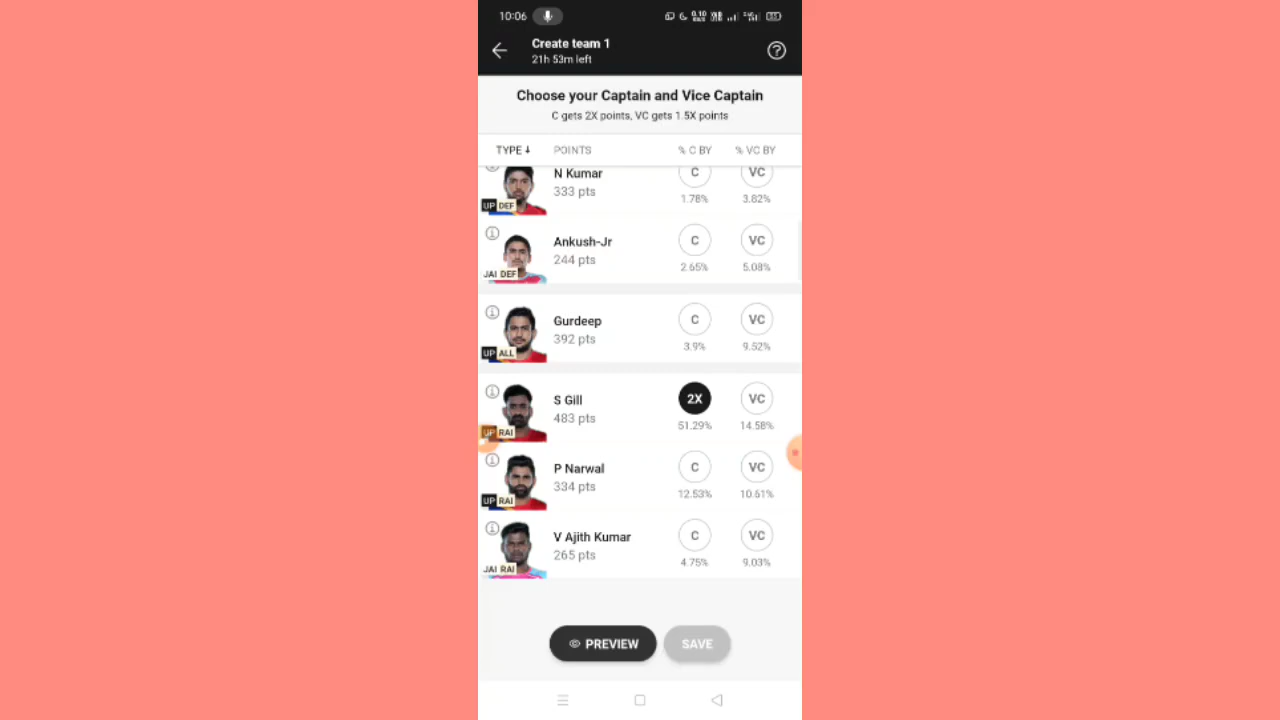 10:06
Create team 1
21h 53m left
Choose your Captain and Vice Captain
C gets 2X points, VC gets 1.5X points
TYPE POINTS % C BY % VC BY
N Kumar C VC
333 pts
UP DEF 1.78% 3.82%
Ankush-Jr C VC
244 pts
JAI DEF 2.65% 5.08%
Gurdeep C VC
392 pts
UP ALL 3.9% 9.52%
S Gill 2X VC
483 pts
UP RAI 51.29% 14.58%
P Narwal C VC
334 pts
UP RAI 12.53% 10.61%
V Ajith Kumar C VC
265 pts
JAI RAI 4.75% 9.03%
PREVIEW SAVE